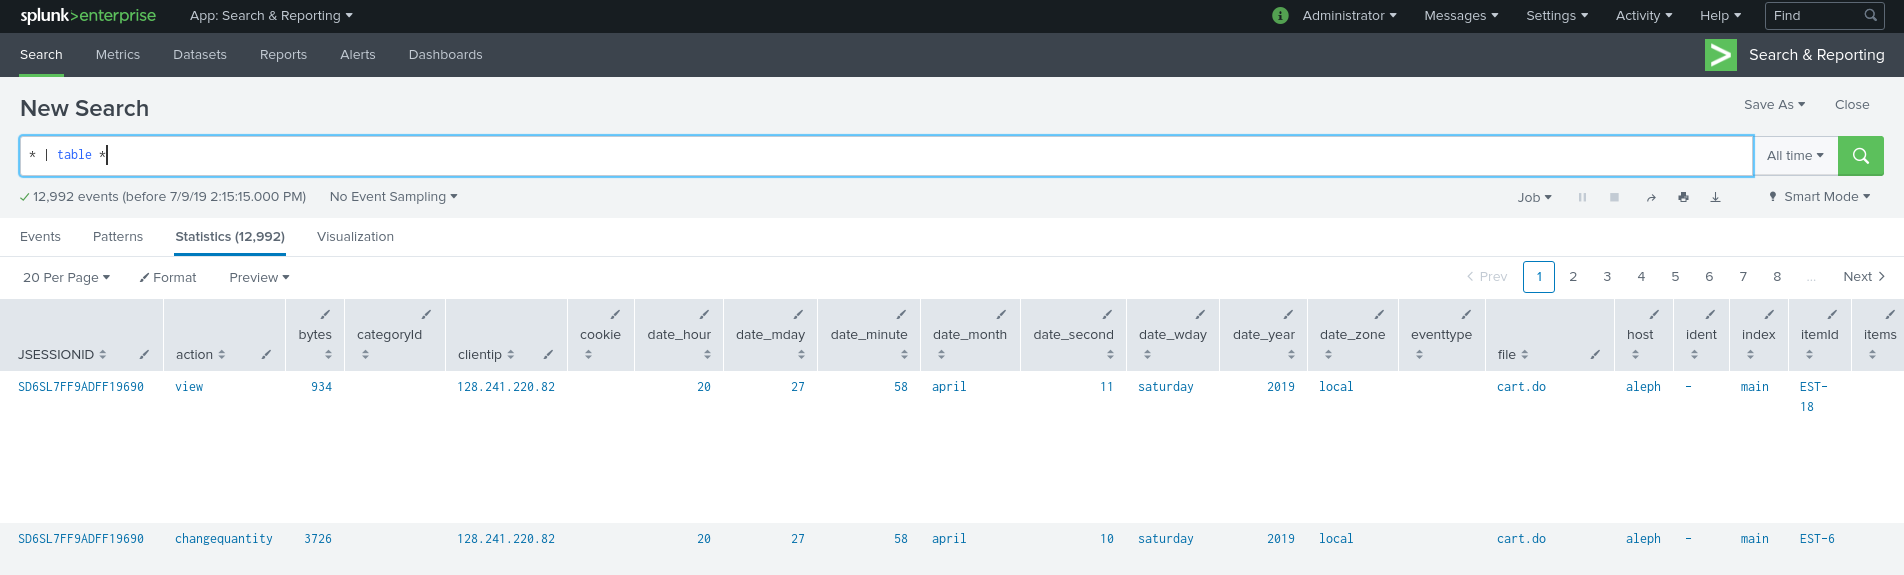 splunk>enterprise App: Search & Reporting Administrator Messages Settings Activity Help Find
Search Metrics Datasets Reports Alerts Dashboards Search & Reporting
New Search Save As Close
* | table * All time
12,992 events (before 7/9/19 2:15:15.000 PM) No Event Sampling Job Smart Mode
Events Patterns Statistics (12,992) Visualization
20 Per Page Format Preview < Prev 1 2 3 4 5 6 7 8 ... Next >
JSESSIONID action bytes categoryId clientip cookie date_hour date_mday date_minute date_month date_second date_wday date_year date_zone eventtype file host ident index itemId items
SD6SL7FF9ADFF19690 view 934 128.241.220.82 20 27 58 april 11 saturday 2019 local cart.do aleph - main EST-
18
SD6SL7FF9ADFF19690 changequantity 3726 128.241.220.82 20 27 58 april 10 saturday 2019 local cart.do aleph - main EST-6